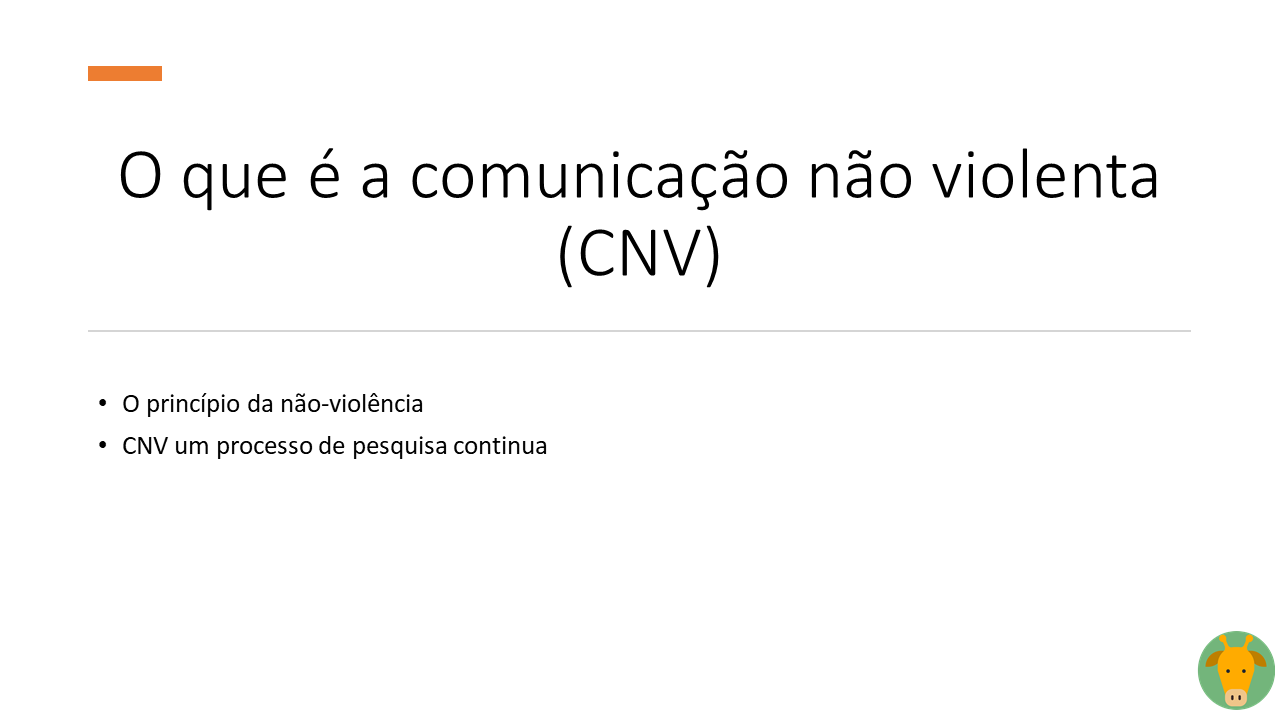 O que é a comunicação não violenta
(CNV)
• O princípio da não-violência
• CNV um processo de pesquisa continua